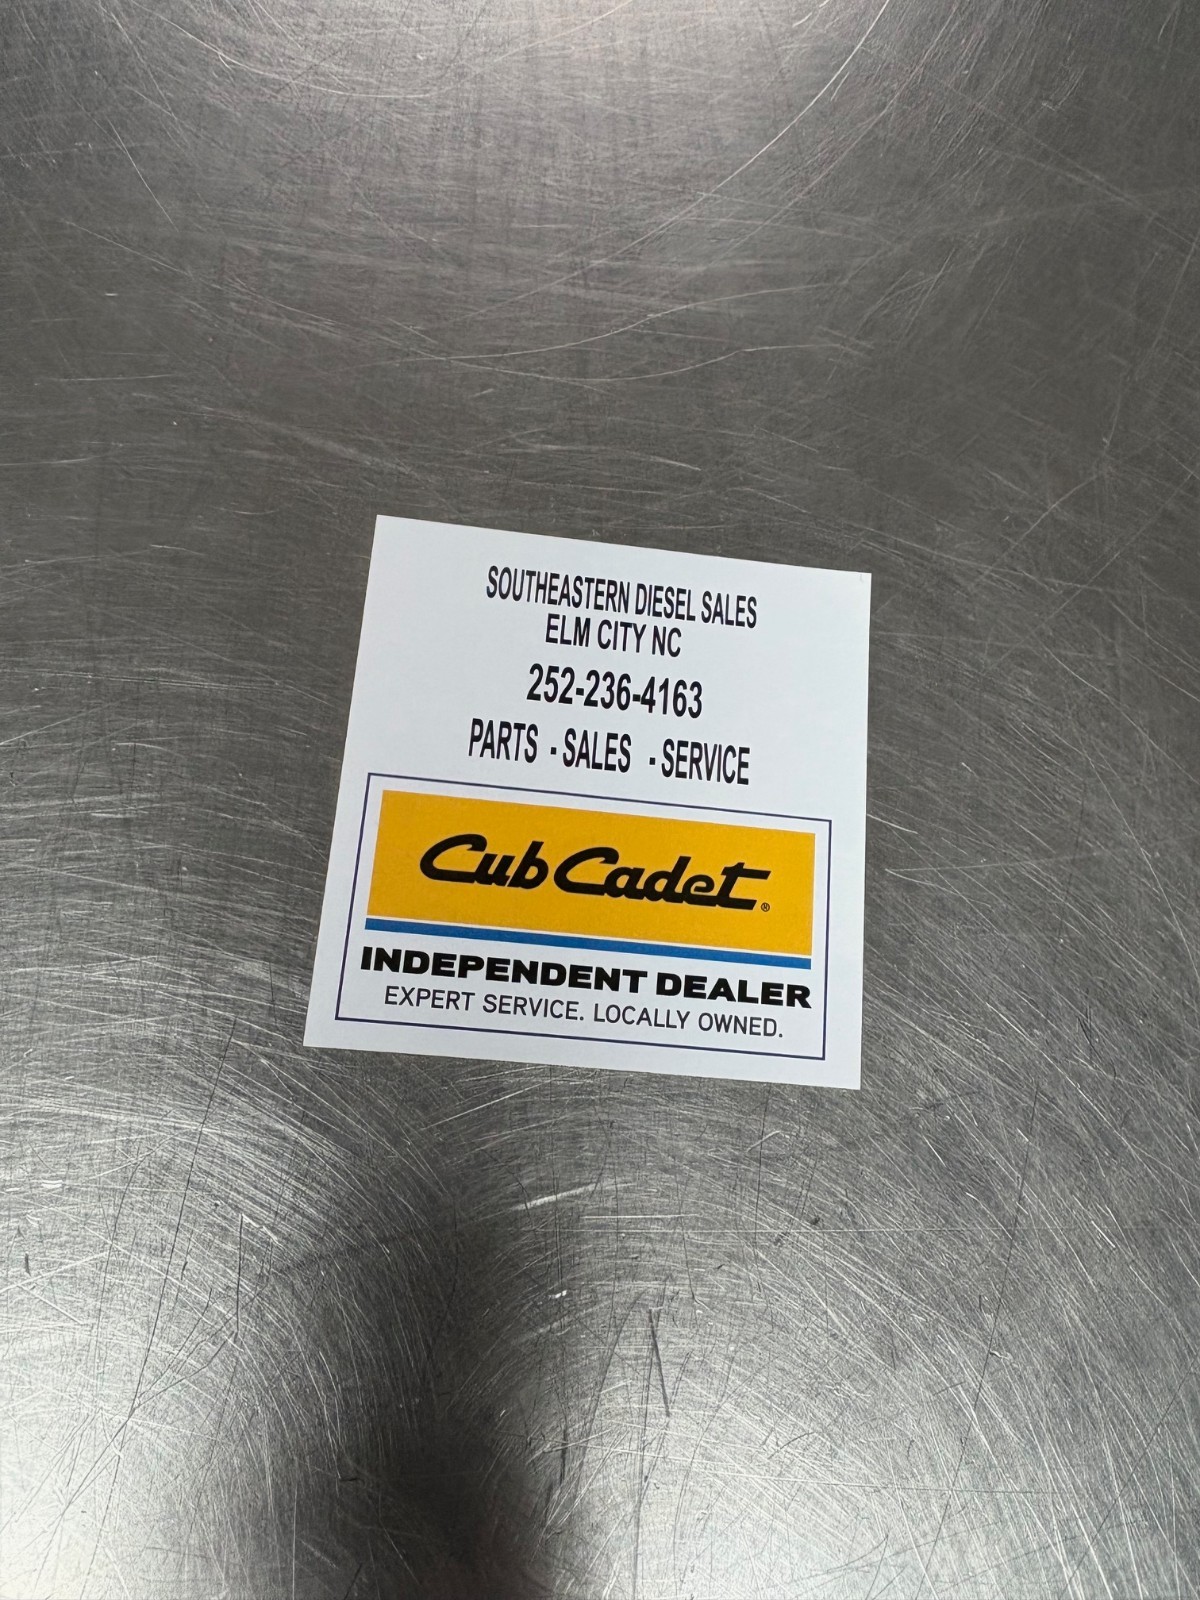 SOUTHEASTERN DIESEL SALES
ELM CITY NC
252-236-4163
PARTS - SALES - SERVICE
Cub Cadet®
INDEPENDENT DEALER
EXPERT SERVICE. LOCALLY OWNED.